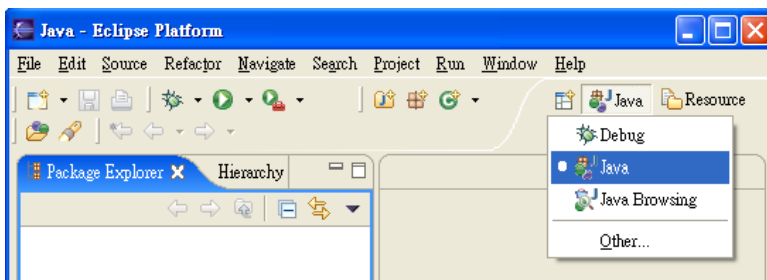 Java - Eclipse Platform
File Edit Source Refactor Navigate Search Project Run Window Help
Java Resource
Debug
Package Explorer Hierarchy
Java
Java Browsing
Other...